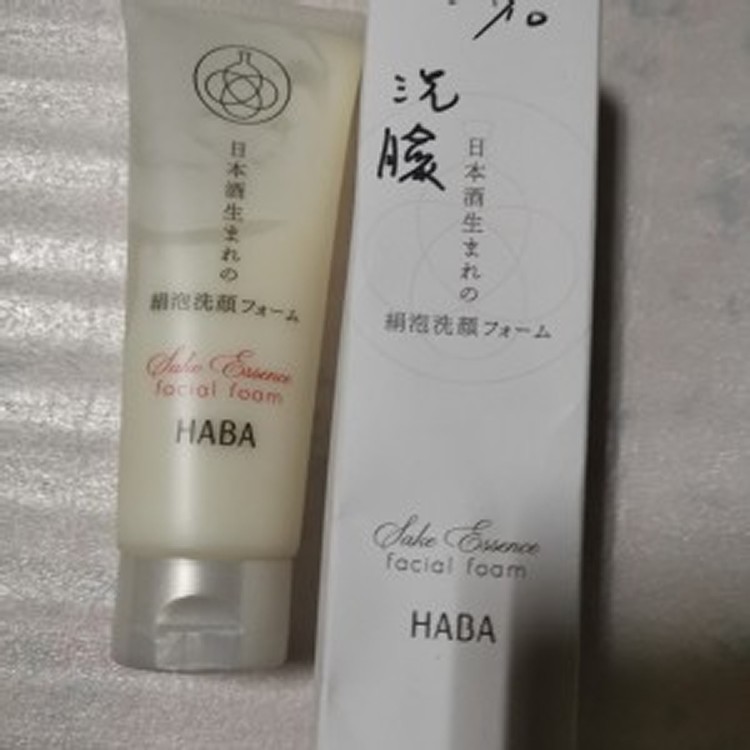 日本酒生まれの
絹泡洗顔フォーム
Sake Essence
facial foam
HABA
洗
臉
日本酒生まれの
絹泡洗顔フォーム
Sake Essence
facial foam
HABA